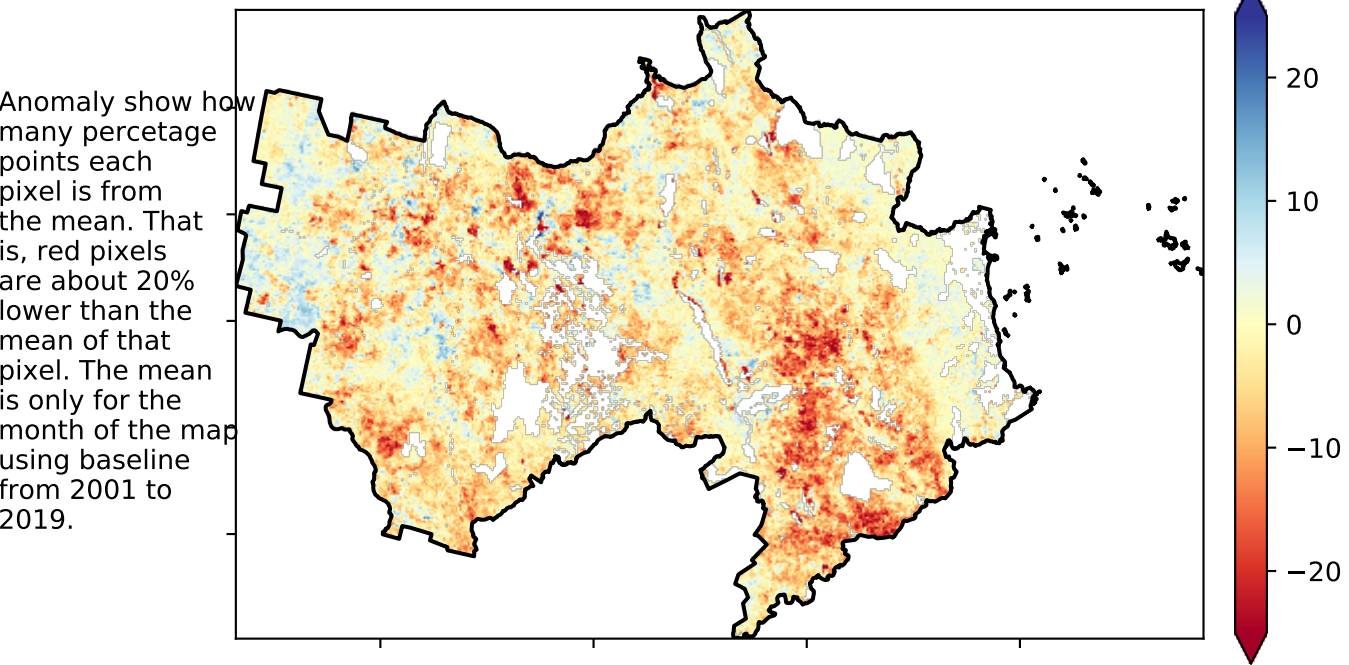 Anomaly show how
many percetage
points each
pixel is from
the mean. That
is, red pixels
are about 20%
lower than the
mean of that
pixel. The mean
is only for the
month of the map
using baseline
from 2001 to
2019.
20
10
0
−10
−20